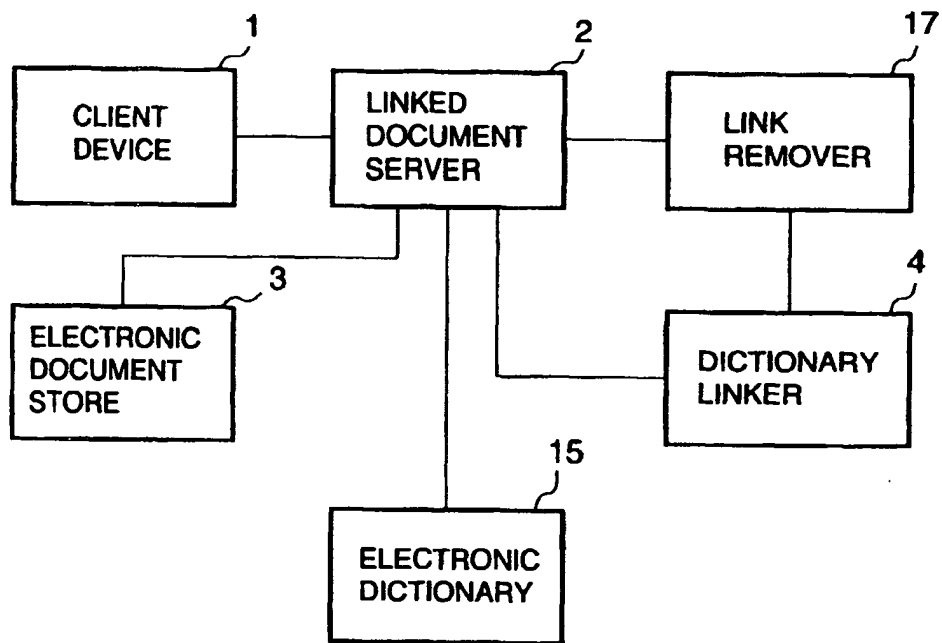 1
2
17
CLIENT
DEVICE
LINKED
DOCUMENT
SERVER
LINK
REMOVER
3
4
ELECTRONIC
DOCUMENT
STORE
DICTIONARY
LINKER
15
ELECTRONIC
DICTIONARY